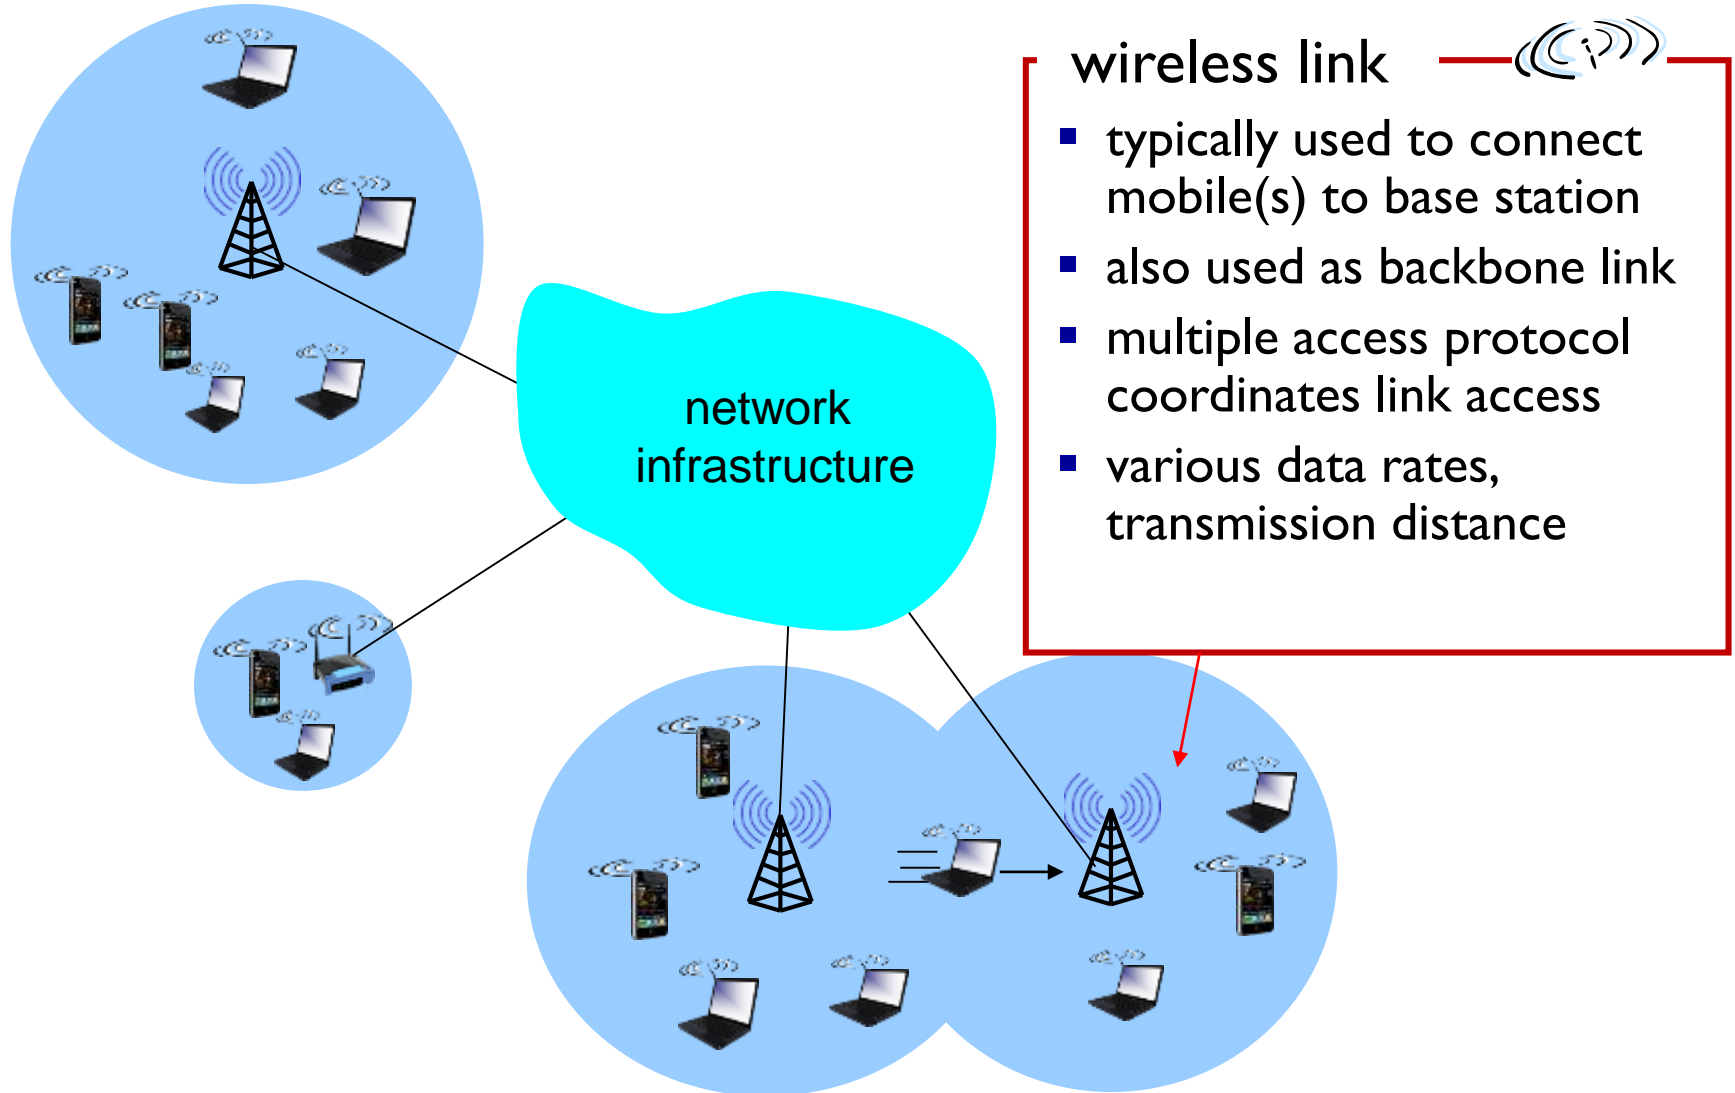 wireless link
▪ typically used to connect
mobile(s) to base station
▪ also used as backbone link
▪ multiple access protocol
coordinates link access
▪ various data rates,
transmission distance
network
infrastructure